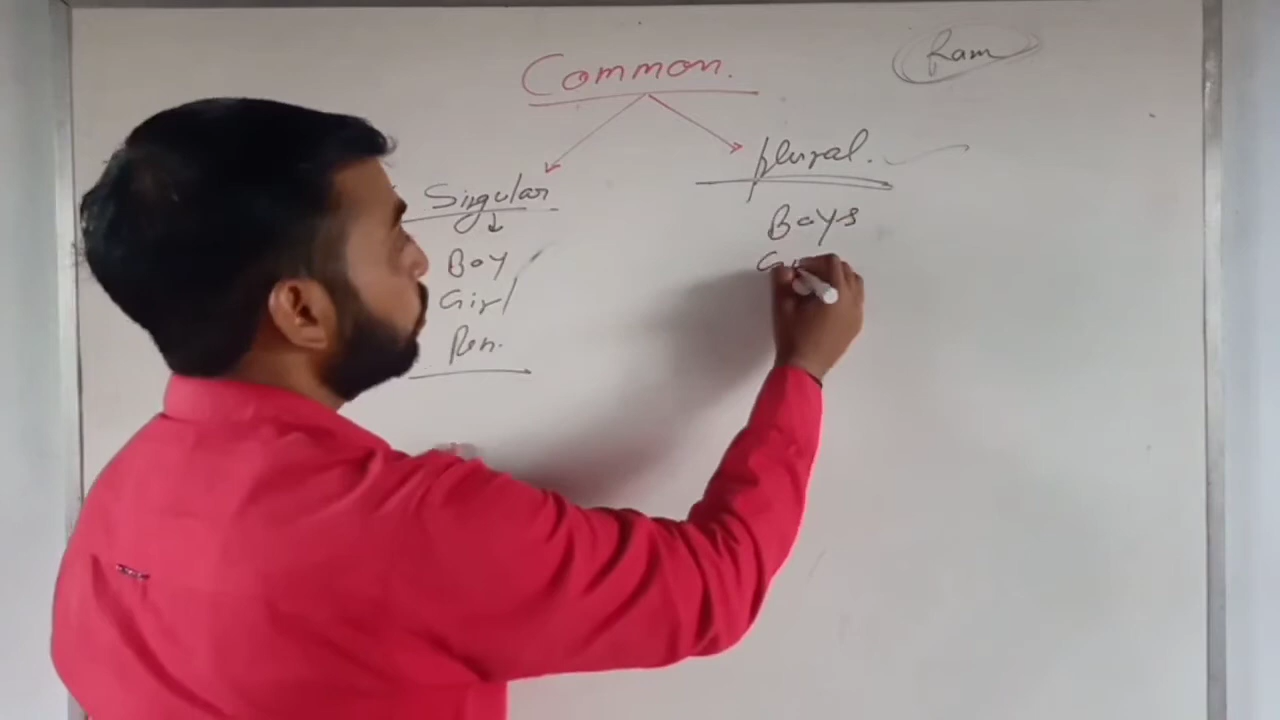 Common.
Ram
Singular
plural.
Boy
Girl
Pen.
Boys